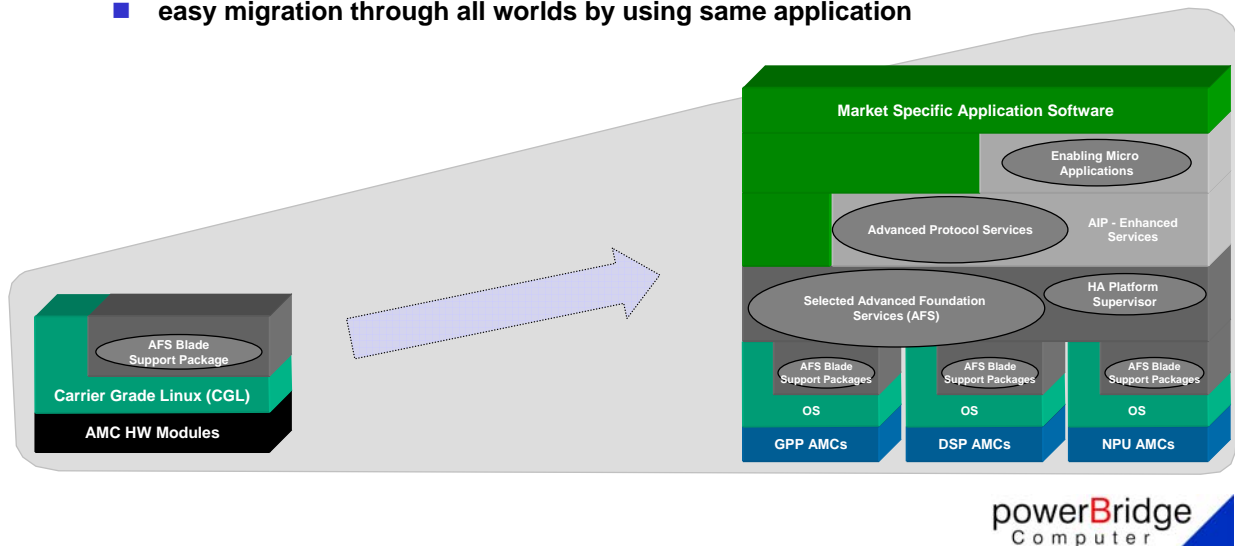 easy migration through all worlds by using same application
Market Specific Application Software
Enabling Micro
Applications
Advanced Protocol Services
AIP - Enhanced
Services
Selected Advanced Foundation
Services (AFS)
HA Platform
Supervisor
AFS Blade
Support Package
Carrier Grade Linux (CGL)
AMC HW Modules
AFS Blade
Support Packages
OS
GPP AMCs
AFS Blade
Support Packages
OS
DSP AMCs
AFS Blade
Support Packages
OS
NPU AMCs
powerBridge
Computer